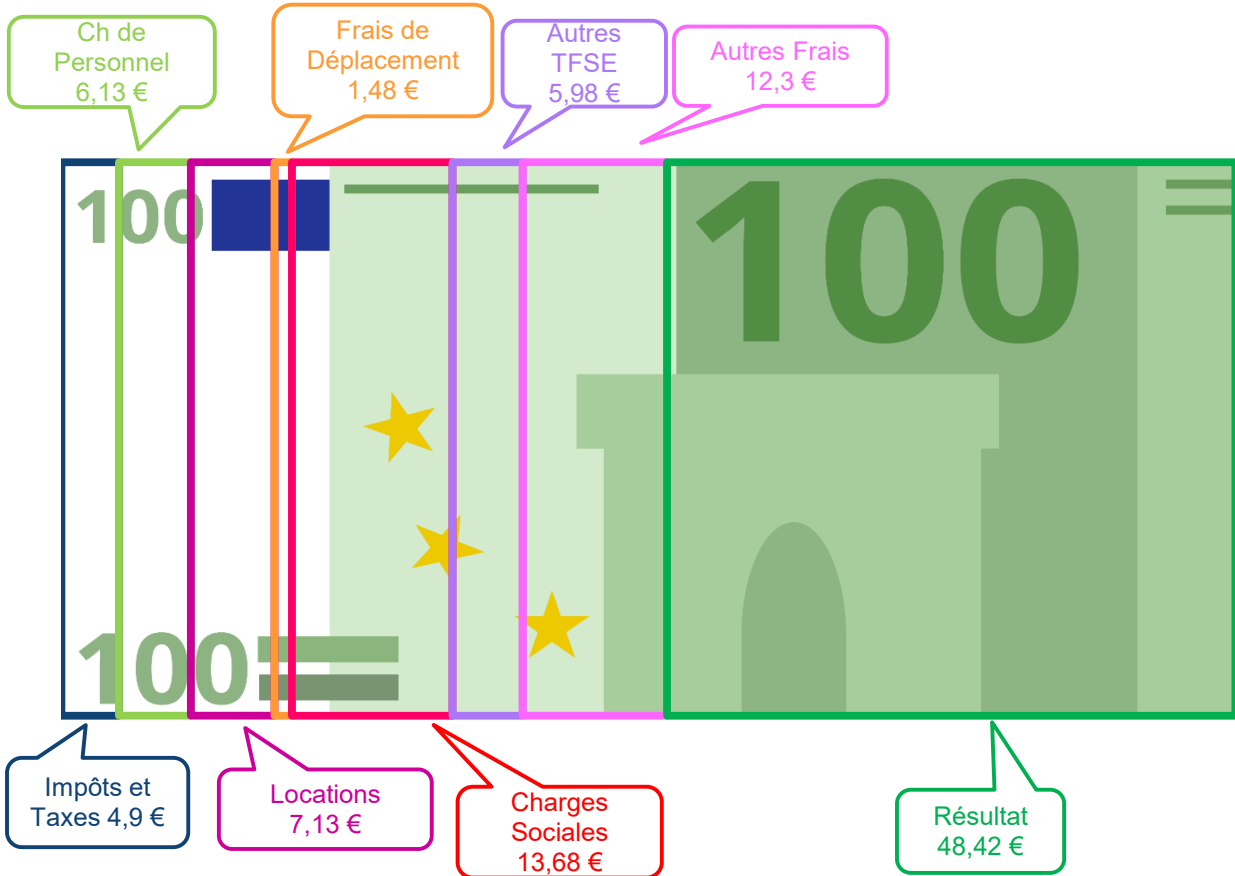 Ch de
Personnel
6,13 €
Frais de
Déplacement
1,48 €
Autres
TFSE
5,98 €
Autres Frais
12,3 €
100
100
100
Impôts et
Taxes 4,9 €
Locations
7,13 €
Charges
Sociales
13,68 €
Résultat
48,42 €